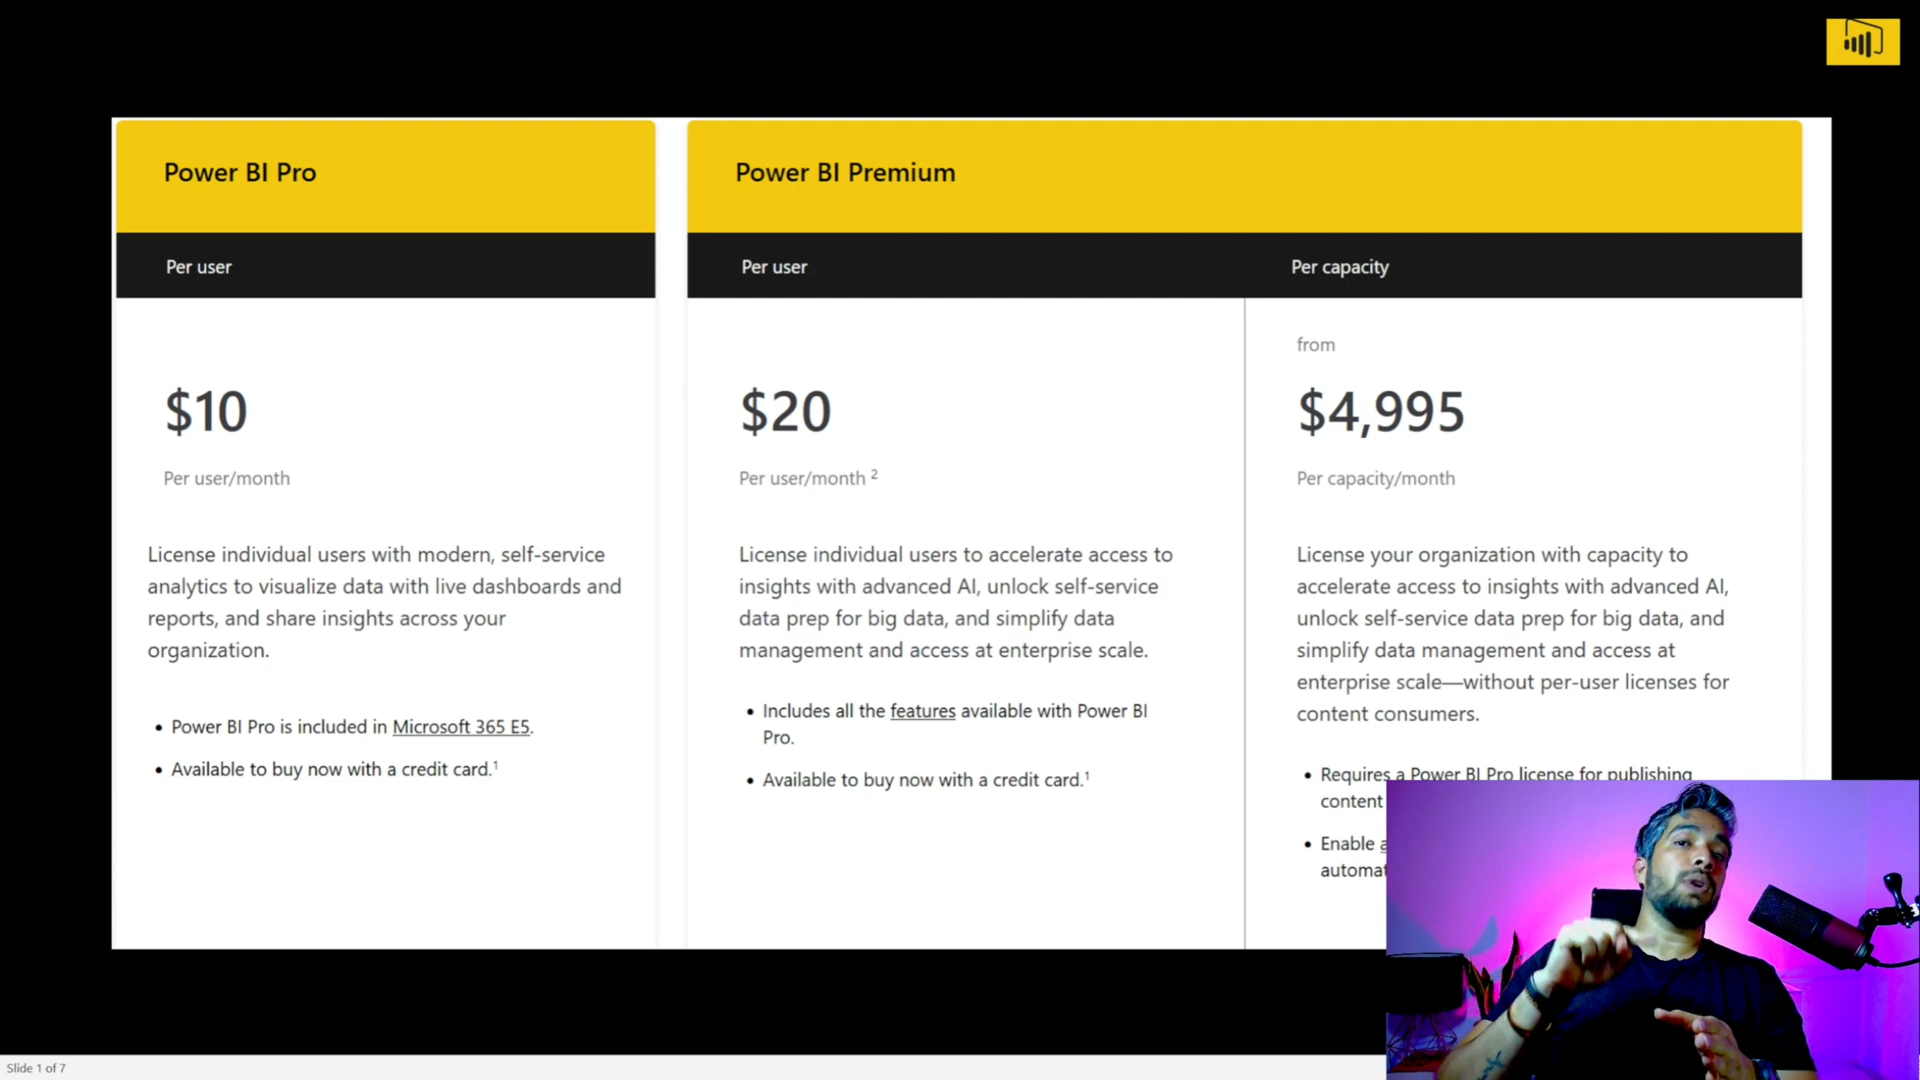 Power BI Pro
Per user
$10
Per user/month
License individual users with modern, self-service
analytics to visualize data with live dashboards and
reports, and share insights across your
organization.
• Power BI Pro is included in Microsoft 365 E5.
• Available to buy now with a credit card.¹
Power BI Premium
Per user
$20
Per user/month ²
License individual users to accelerate access to
insights with advanced AI, unlock self-service
data prep for big data, and simplify data
management and access at enterprise scale.
• Includes all the features available with Power BI
Pro.
• Available to buy now with a credit card.¹
Per capacity
from
$4,995
Per capacity/month
License your organization with capacity to
accelerate access to insights with advanced AI,
unlock self-service data prep for big data, and
simplify data management and access at
enterprise scale—without per-user licenses for
content consumers.
• Requires a Power BI Pro license for publishing
content
• Enable
Slide 1 of 7